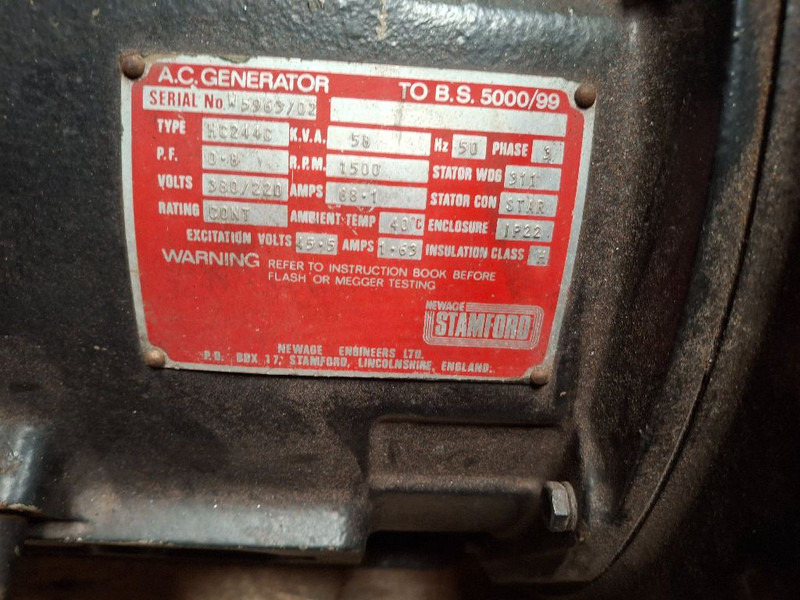 A.C. GENERATOR TO B.S. 5000/99
SERIAL No. W5963/02
TYPE HC244C K.V.A. 58 Hz 50 PHASE 3
P.F. 0·8 R.P.M. 1500 STATOR WDG 311
VOLTS 380/220 AMPS 88·1 STATOR CON STAR
RATING CONT AMBIENT TEMP 40°C ENCLOSURE IP22
EXCITATION VOLTS 45·5 AMPS 1·63 INSULATION CLASS H
WARNING REFER TO INSTRUCTION BOOK BEFORE
FLASH OR MEGGER TESTING
NEWAGE
STAMFORD
NEWAGE ENGINEERS LTD.
P.O. BOX 17, STAMFORD, LINCOLNSHIRE, ENGLAND.